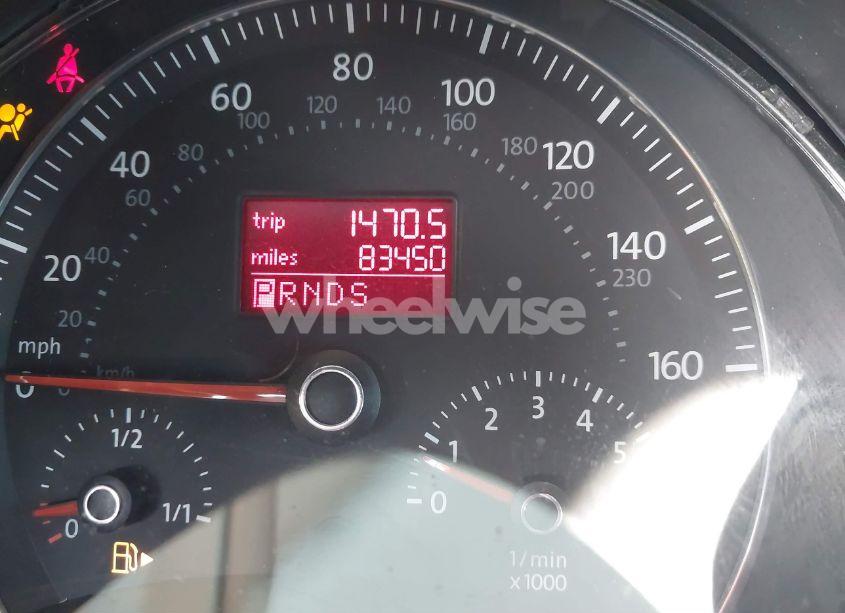 80
60 100
120 140
100 160
80 180
40 120
60 200
trip 1470.5
miles 83450
PRNDS
20 40 140
230
wheelwise
20
mph 160
0 0 km/h
1/2 2 3 4
1 5
0 1/1 0
1/min
x1000